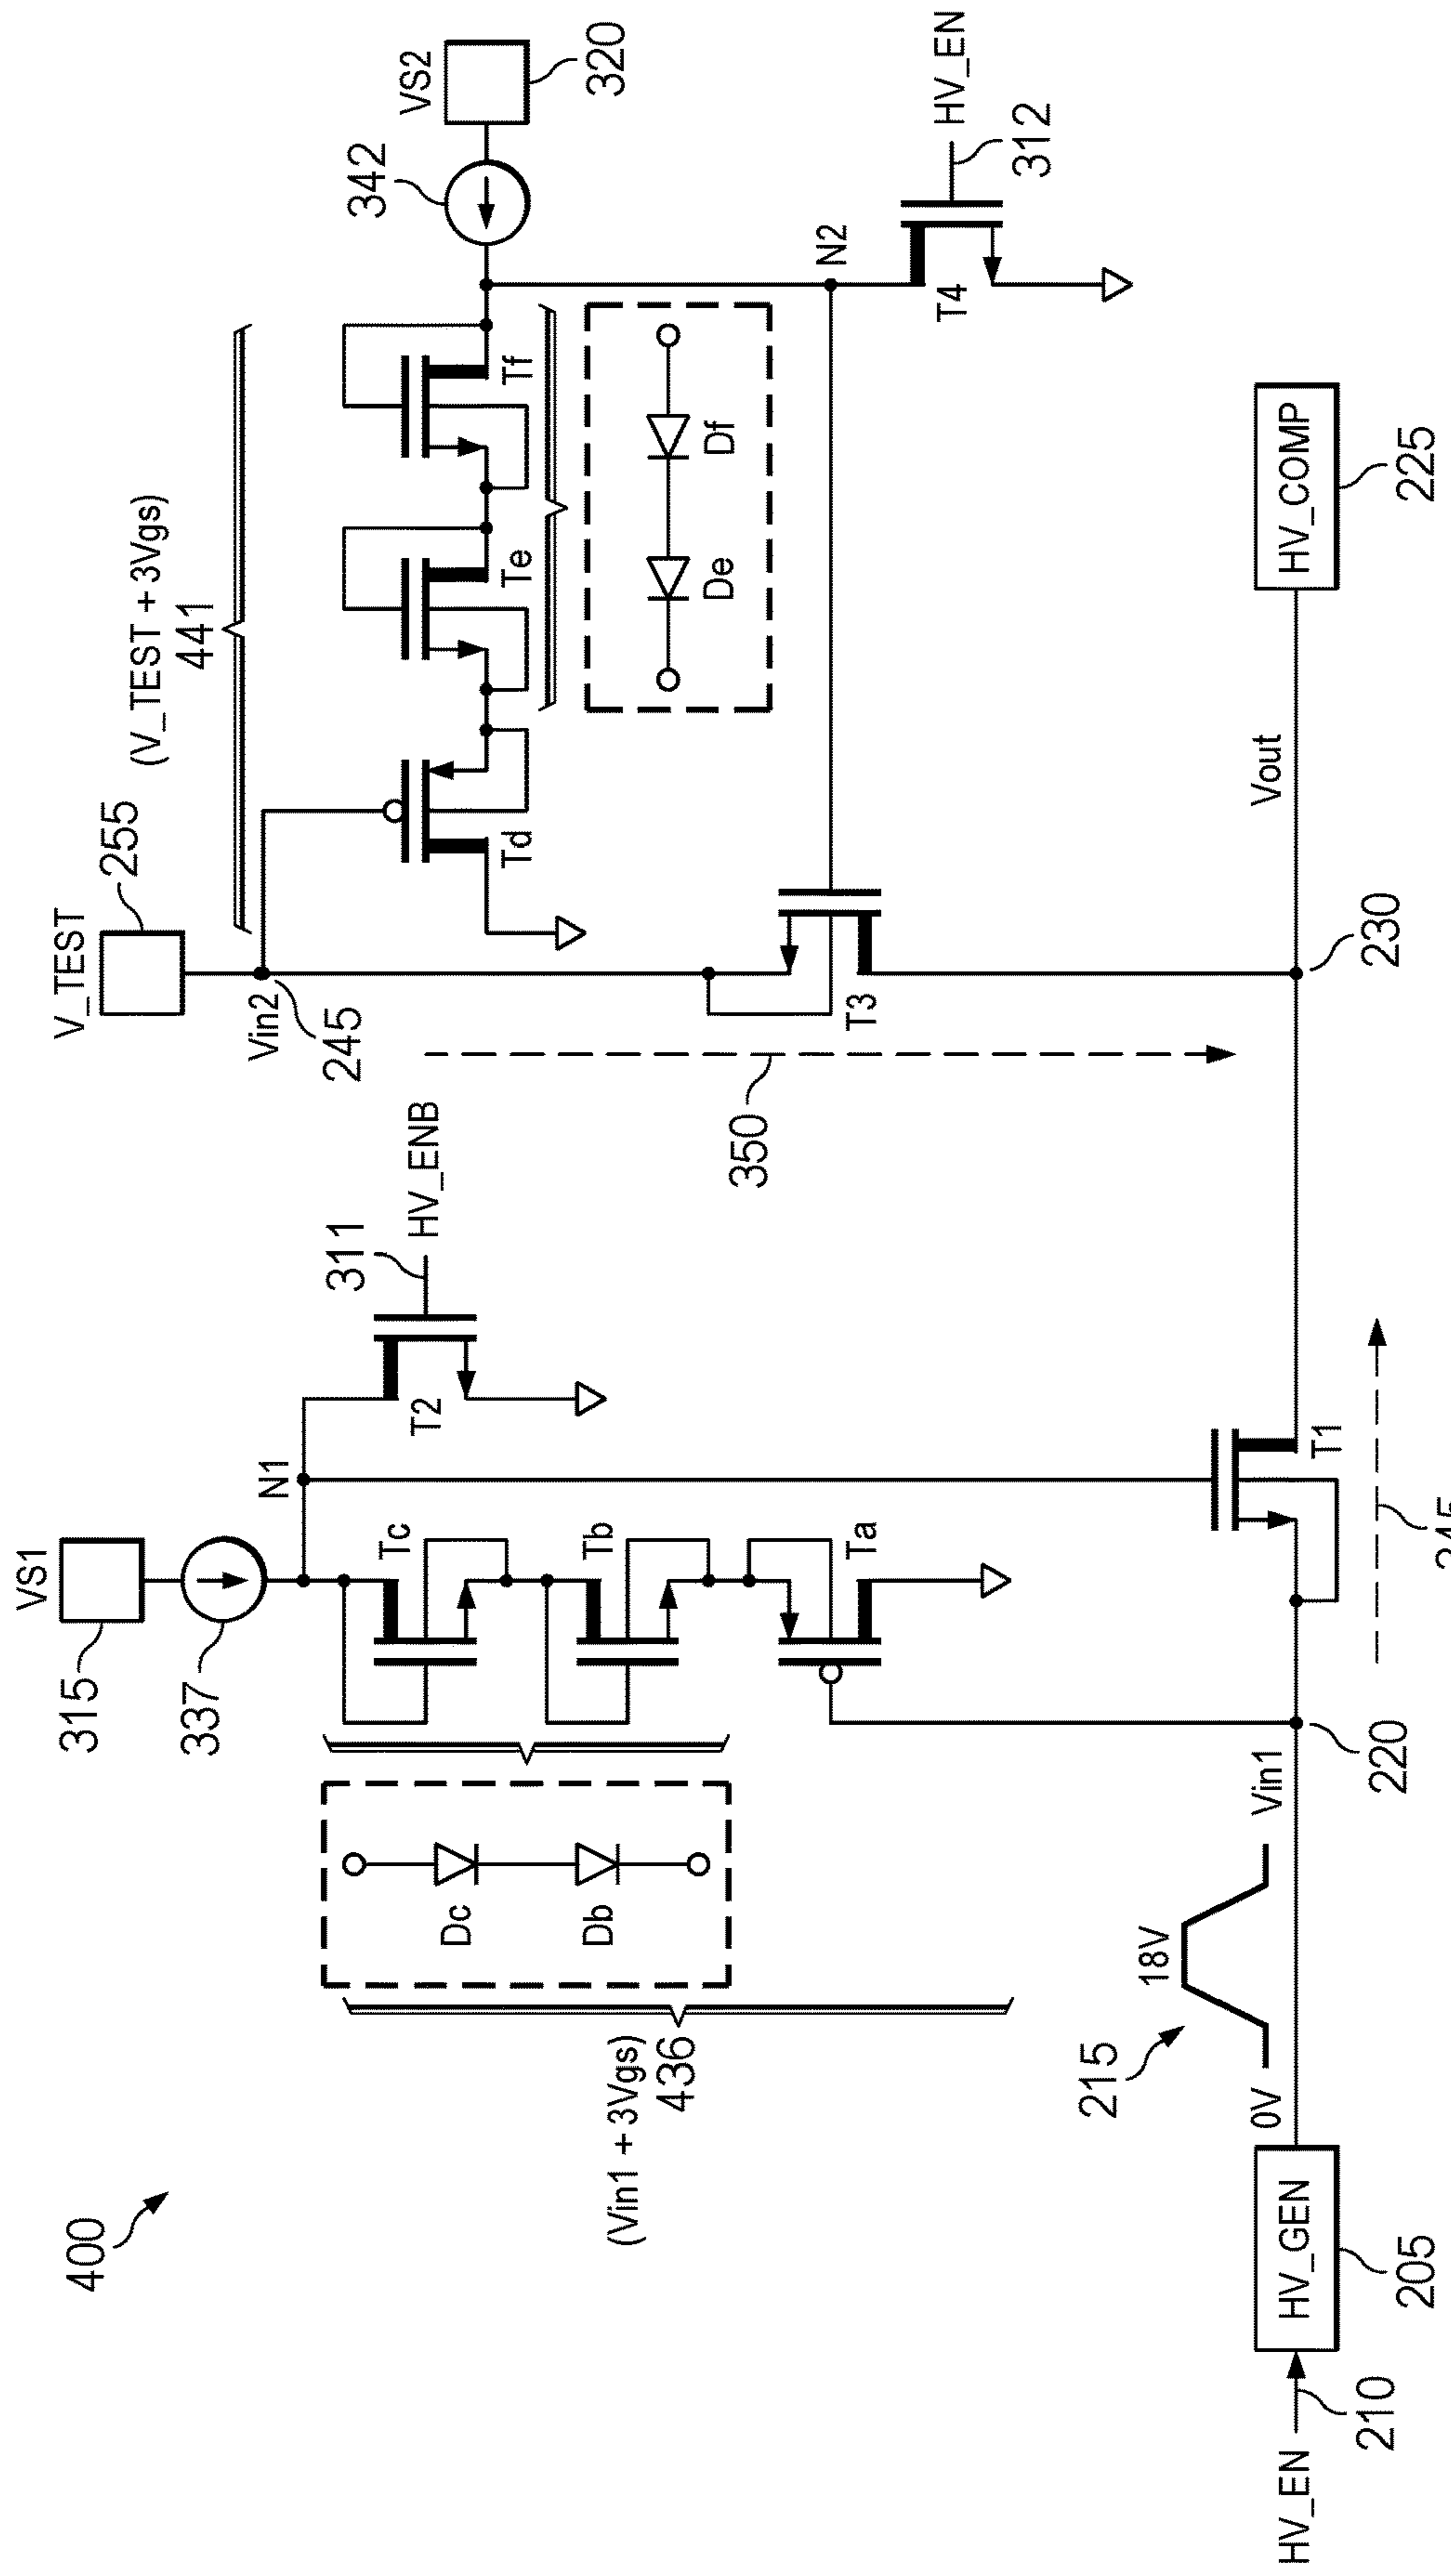 400
VS1
315
337
N1
Tc
Tb
Ta
Dc
Db
(Vin1 + 3Vgs)
436
T2
311
HV_ENB
V_TEST
255
Vin2
245
(V_TEST + 3Vgs)
441
Td
Te
Tf
De
Df
342
VS2
320
N2
T4
312
HV_EN
T3
350
HV_EN
210
HV_GEN
205
215
0V
18V
Vin1
220
T1
230
Vout
HV_COMP
225